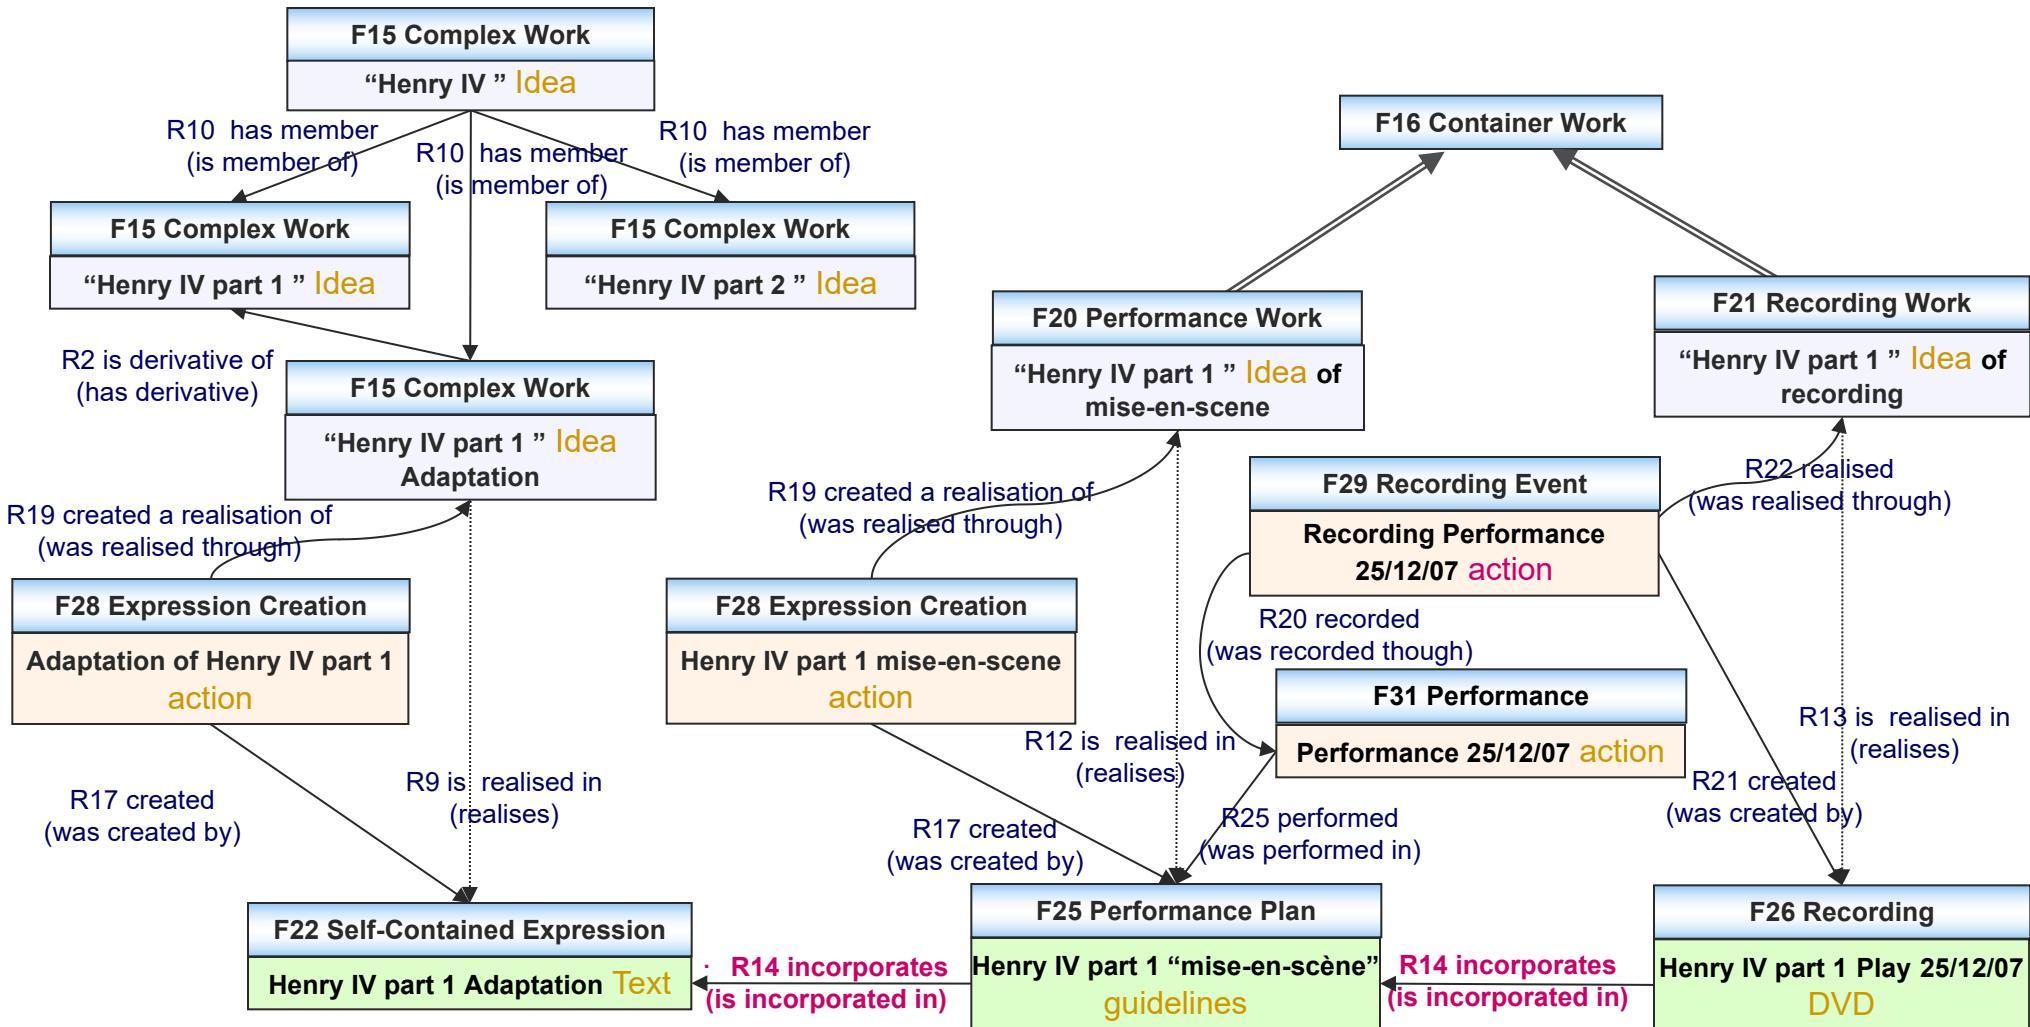 F15 Complex Work
“Henry IV ” Idea
R10 has member
(is member of)
R10 has member
(is member of)
R10 has member
(is member of)
F16 Container Work
F15 Complex Work
“Henry IV part 1 ” Idea
F15 Complex Work
“Henry IV part 2 ” Idea
R2 is derivative of
(has derivative)
F15 Complex Work
“Henry IV part 1 ” Idea
Adaptation
F20 Performance Work
“Henry IV part 1 ” Idea of
mise-en-scene
F21 Recording Work
“Henry IV part 1 ” Idea of
recording
R19 created a realisation of
(was realised through)
R19 created a realisation of
(was realised through)
F29 Recording Event
Recording Performance
25/12/07 action
R22 realised
(was realised through)
F28 Expression Creation
Adaptation of Henry IV part 1
action
F28 Expression Creation
Henry IV part 1 mise-en-scene
action
R20 recorded
(was recorded though)
F31 Performance
Performance 25/12/07 action
R17 created
(was created by)
R9 is realised in
(realises)
R12 is realised in
(realises)
R13 is realised in
(realises)
R17 created
(was created by)
R25 performed
(was performed in)
R21 created
(was created by)
F22 Self-Contained Expression
Henry IV part 1 Adaptation Text
R14 incorporates
(is incorporated in)
F25 Performance Plan
Henry IV part 1 “mise-en-scène”
guidelines
R14 incorporates
(is incorporated in)
F26 Recording
Henry IV part 1 Play 25/12/07
DVD